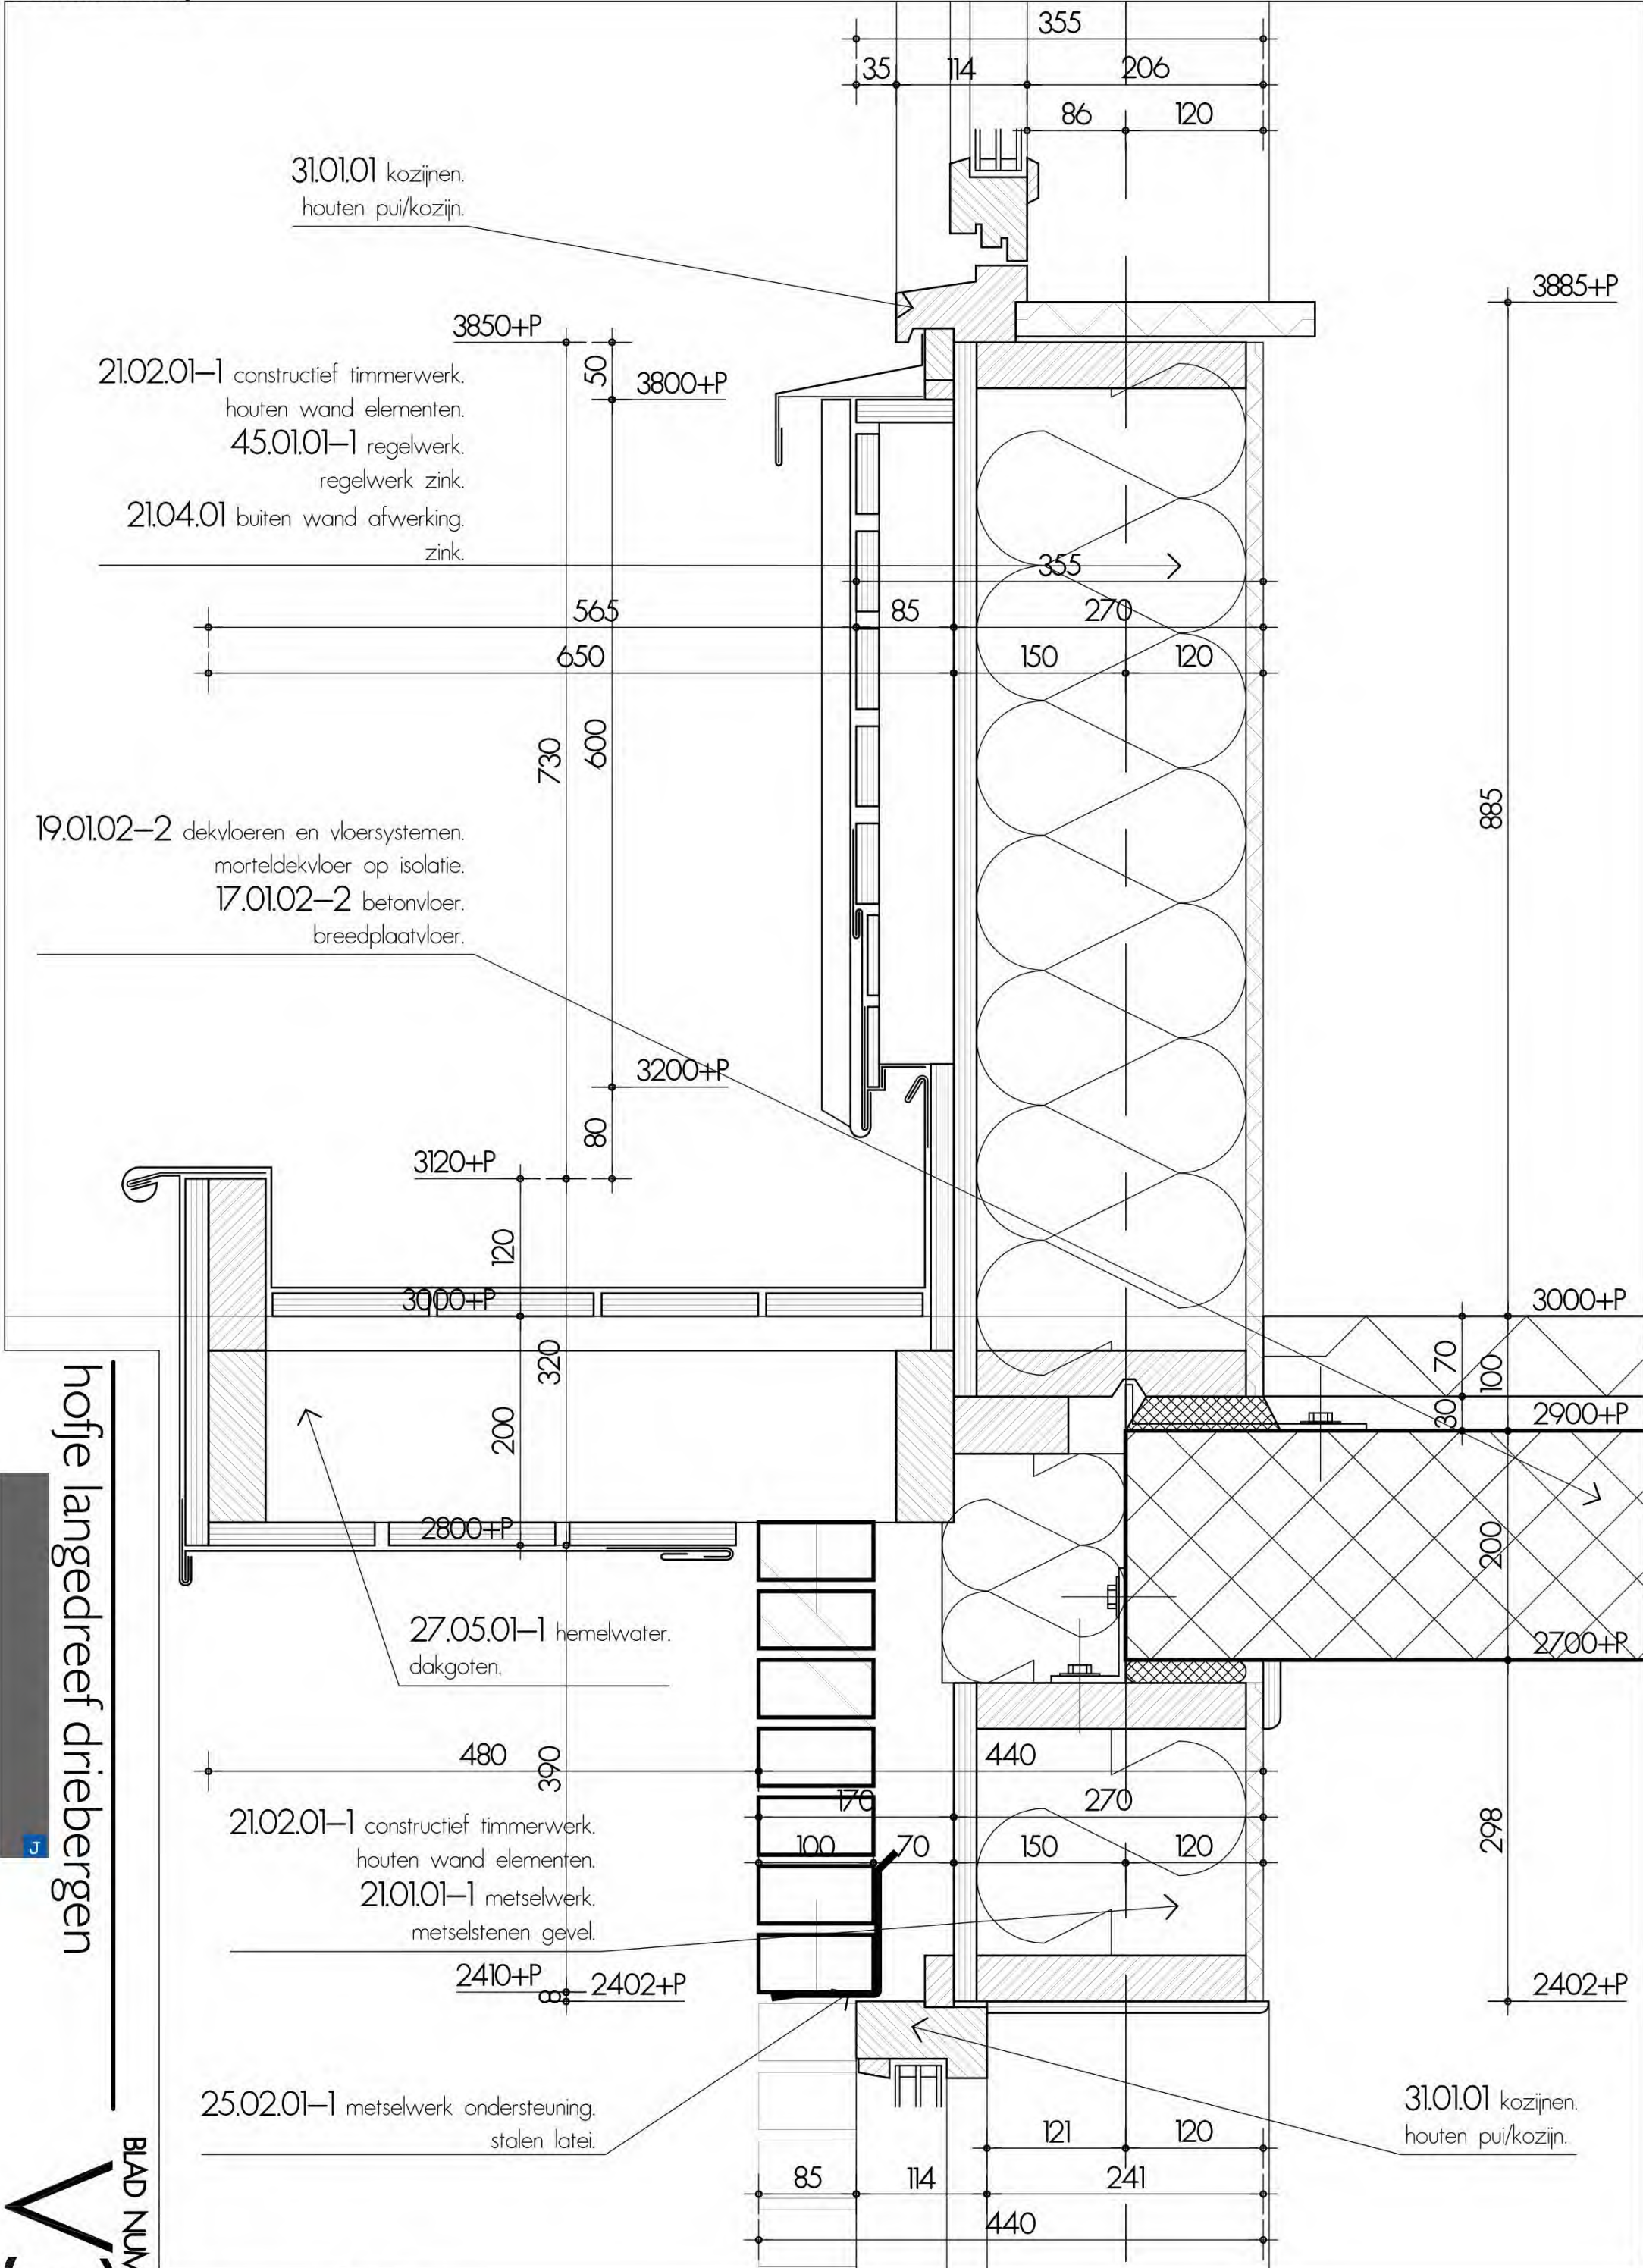 355
35 114 206
86 120
31.01.01 kozijnen.
houten pui/kozijn.
3885+P
3850+P
50
3800+P
21.02.01-1 constructief timmerwerk.
houten wand elementen.
45.01.01-1 regelwerk.
regelwerk zink.
21.04.01 buiten wand afwerking.
zink.
355
565 85 270
650 150 120
730
600
885
19.01.02-2 dekvloeren en vloersystemen.
morteldekvloer op isolatie.
17.01.02-2 betonvloer.
breedplaatvloer.
3200+P
80
3120+P
120
3000+P
3000+P
320
70
100
30
2900+P
200
200
2800+P
2700+P
27.05.01-1 hemelwater.
dakgoten.
480
390
440
170 270
100 70 150 120
298
21.02.01-1 constructief timmerwerk.
houten wand elementen.
21.01.01-1 metselwerk.
metselstenen gevel.
2410+P
8
2402+P
2402+P
25.02.01-1 metselwerk ondersteuning.
stalen latei.
31.01.01 kozijnen.
houten pui/kozijn.
121 120
85 114 241
440
hofje langedreef driebergen
J
BLAD NUM